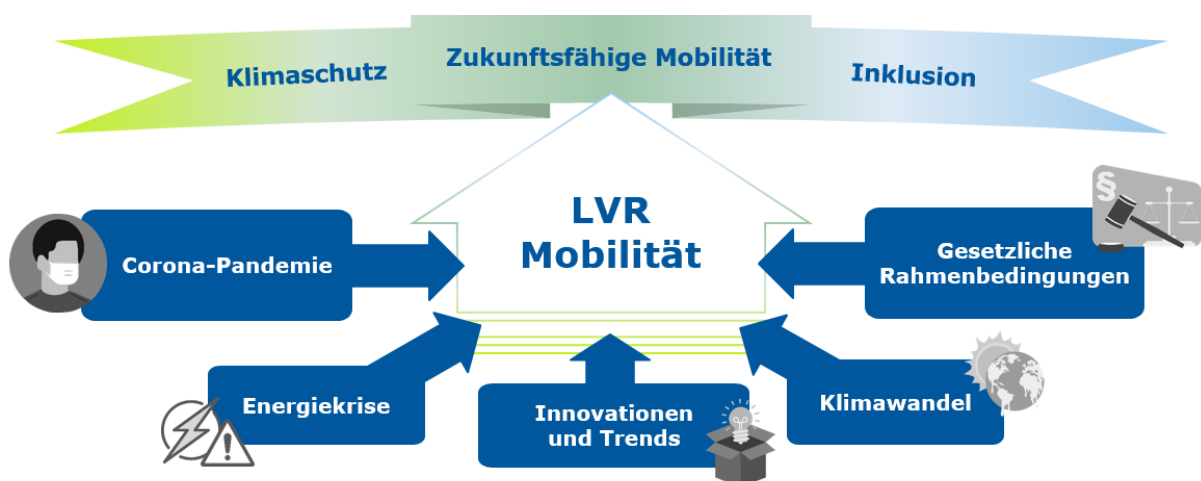 Klimaschutz
Zukunftsfähige Mobilität
Inklusion
LVR
Mobilität
Corona-Pandemie
Gesetzliche
Rahmenbedingungen
§
Energiekrise
Innovationen
und Trends
Klimawandel